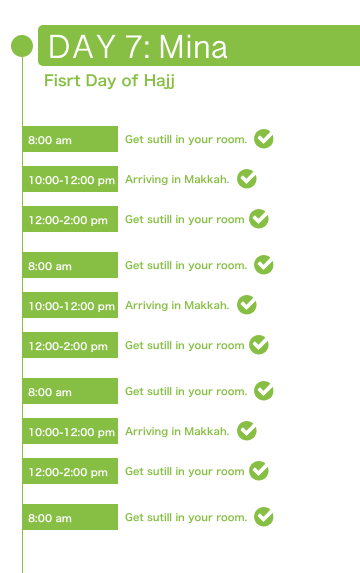 DAY 7: Mina
Fisrt Day of Hajj
8:00 am Get sutill in your room.
10:00-12:00 pm Arriving in Makkah.
12:00-2:00 pm Get sutill in your room
8:00 am Get sutill in your room.
10:00-12:00 pm Arriving in Makkah.
12:00-2:00 pm Get sutill in your room
8:00 am Get sutill in your room.
10:00-12:00 pm Arriving in Makkah.
12:00-2:00 pm Get sutill in your room
8:00 am Get sutill in your room.